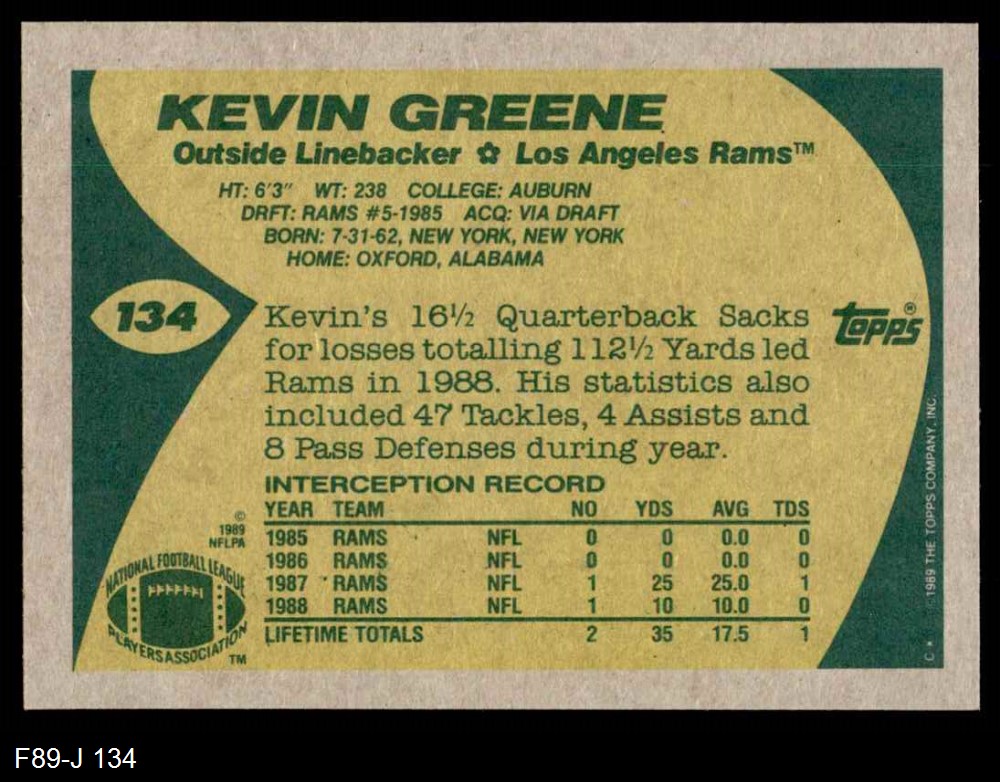 KEVIN GREENE
Outside Linebacker ✿ Los Angeles Rams™
HT: 6'3" WT: 238 COLLEGE: AUBURN
DRFT: RAMS #5-1985 ACQ: VIA DRAFT
BORN: 7-31-62, NEW YORK, NEW YORK
HOME: OXFORD, ALABAMA
134
Kevin's 16½ Quarterback Sacks
for losses totalling 112½ Yards led
Rams in 1988. His statistics also
included 47 Tackles, 4 Assists and
8 Pass Defenses during year.
Topps®
INTERCEPTION RECORD
YEAR TEAM NO YDS AVG TDS
1985 RAMS NFL 0 0 0.0 0
1986 RAMS NFL 0 0 0.0 0
1987 RAMS NFL 1 25 25.0 1
1988 RAMS NFL 1 10 10.0 0
LIFETIME TOTALS 2 35 17.5 1
©
1989
NFLPA
NATIONAL FOOTBALL LEAGUE
PLAYERS ASSOCIATION
TM
C * 1989 THE TOPPS COMPANY, INC.
F89-J 134